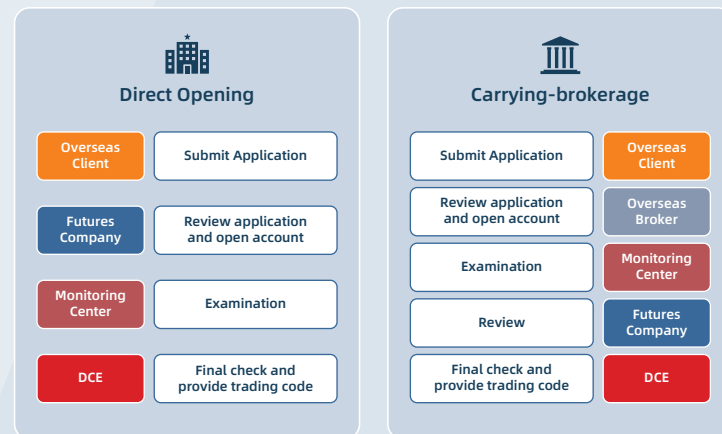 Direct Opening
Overseas
Client
Submit Application
Futures
Company
Review application
and open account
Monitoring
Center
Examination
DCE
Final check and
provide trading code
Carrying-brokerage
Submit Application
Overseas
Client
Review application
and open account
Overseas
Broker
Examination
Monitoring
Center
Review
Futures
Company
Final check and
provide trading code
DCE